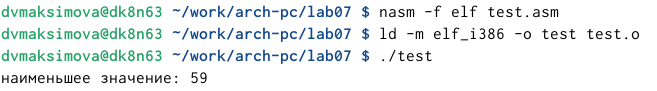 dvmaksimova@dk8n63 ~/work/arch-pc/lab07 $ nasm -f elf test.asm
dvmaksimova@dk8n63 ~/work/arch-pc/lab07 $ ld -m elf_i386 -o test test.o
dvmaksimova@dk8n63 ~/work/arch-pc/lab07 $ ./test
наименьшее значение: 59